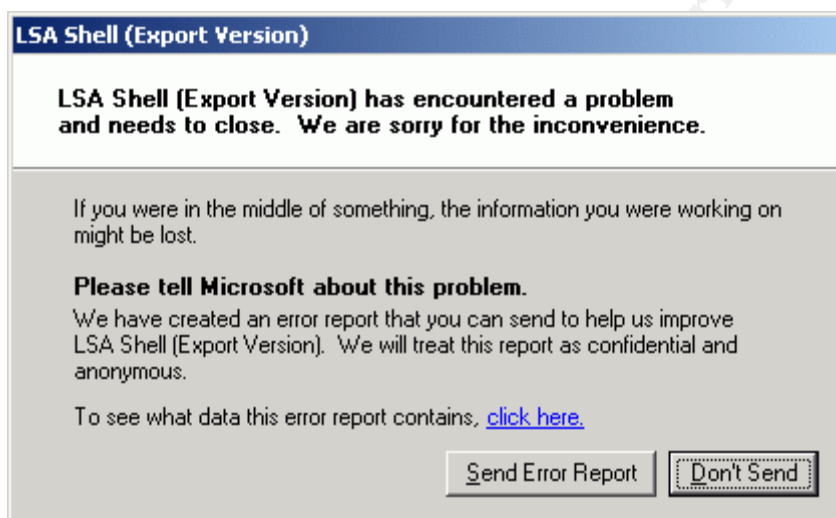 LSA Shell (Export Version)
LSA Shell (Export Version) has encountered a problem
and needs to close. We are sorry for the inconvenience.
If you were in the middle of something, the information you were working on
might be lost.
Please tell Microsoft about this problem.
We have created an error report that you can send to help us improve
LSA Shell (Export Version). We will treat this report as confidential and
anonymous.
To see what data this error report contains, click here.
Send Error Report
Don't Send